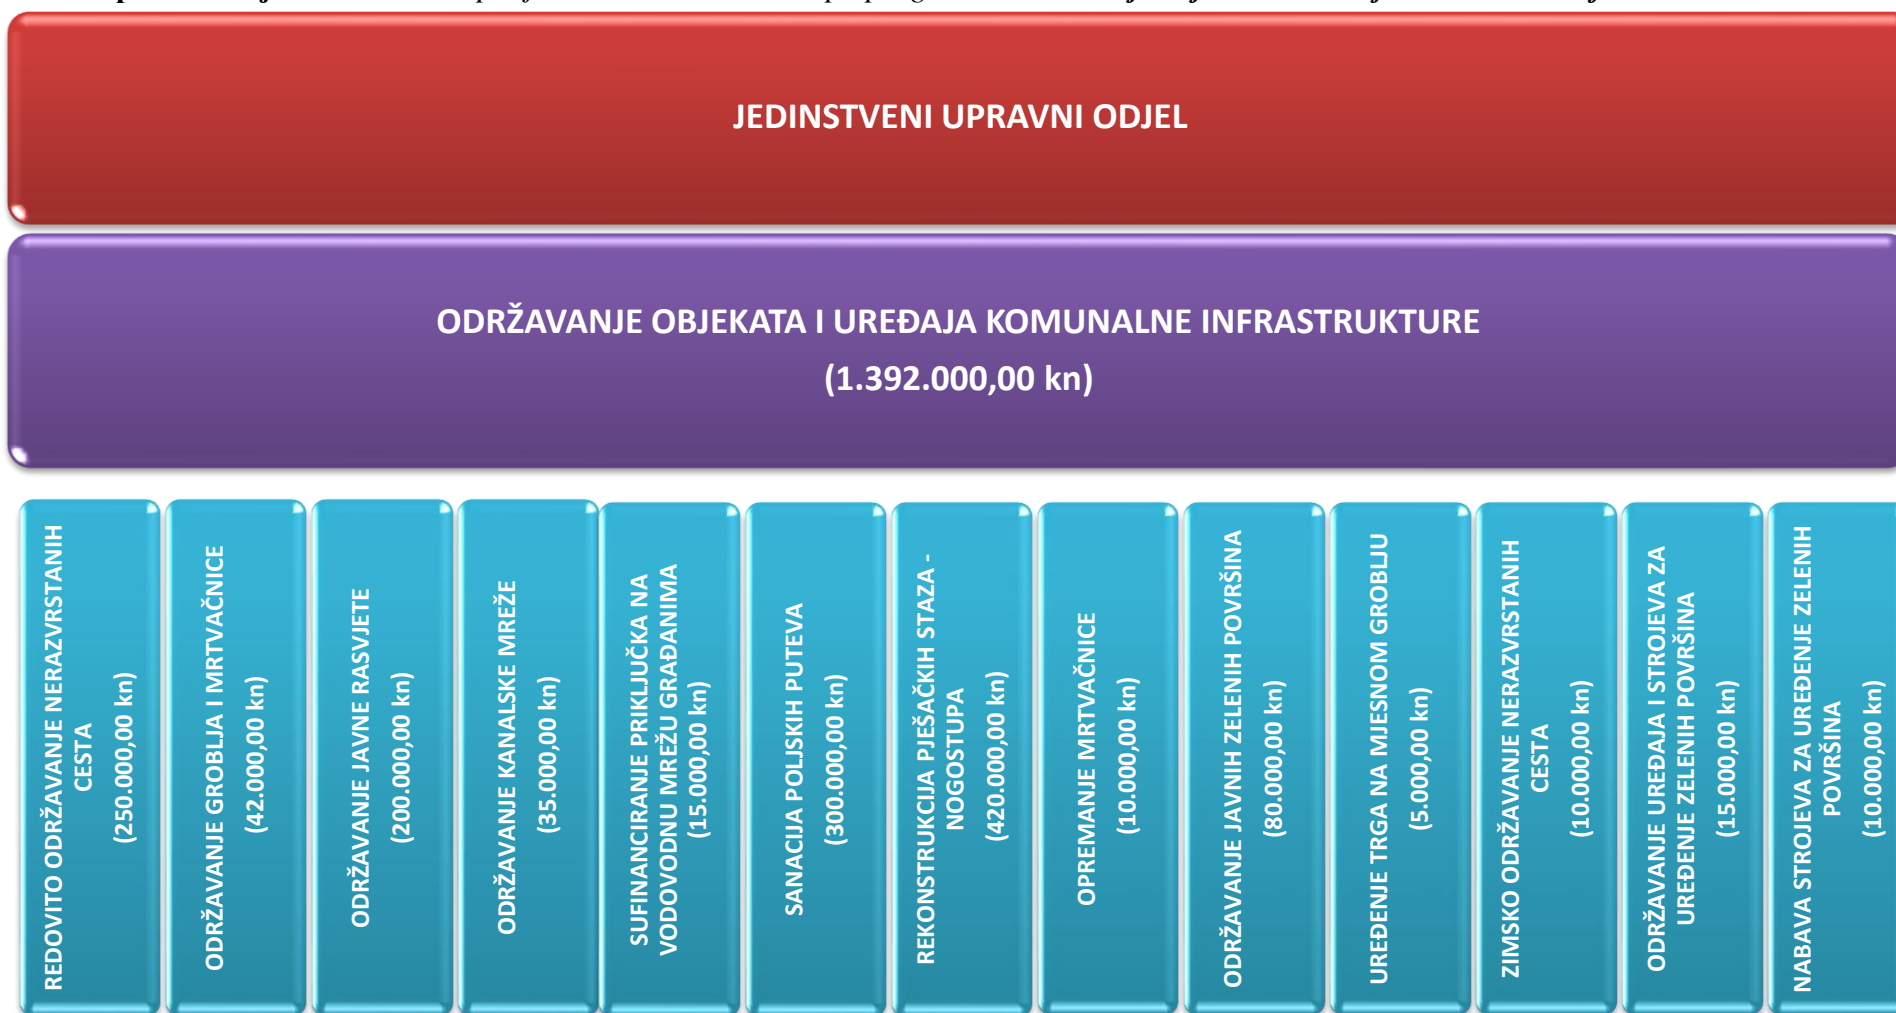 JEDINSTVENI UPRAVNI ODJEL
ODRŽAVANJE OBJEKATA I UREĐAJA KOMUNALNE INFRASTRUKTURE
(1.392.000,00 kn)
REDOVITO ODRŽAVANJE NERAZVRSTANIH
CESTA
(250.000,00 kn)
ODRŽAVANJE GROBLJA I MRTVAČNICE
(42.000,00 kn)
ODRŽAVANJE JAVNE RASVJETE
(200.000,00 kn)
ODRŽAVANJE KANALSKE MREŽE
(35.000,00 kn)
SUFINANCIRANJE PRIKLJUČKA NA
VODOVODNU MREŽU GRAĐANIMA
(15.000,00 kn)
SANACIJA POLJSKIH PUTEVA
(300.000,00 kn)
REKONSTRUKCIJA PJEŠAČKIH STAZA -
NOGOSTUPA
(420.000,00 kn)
OPREMANJE MRTVAČNICE
(10.000,00 kn)
ODRŽAVANJE JAVNIH ZELENIH POVRŠINA
(80.000,00 kn)
UREĐENJE TRGA NA MJESNOM GROBLJU
(5.000,00 kn)
ZIMSKO ODRŽAVANJE NERAZVRSTANIH
CESTA
(10.000,00 kn)
ODRŽAVANJE UREĐAJA I STROJEVA ZA
UREĐENJE ZELENIH POVRŠINA
(15.000,00 kn)
NABAVA STROJEVA ZA UREĐENJE ZELENIH
POVRŠINA
(10.000,00 kn)